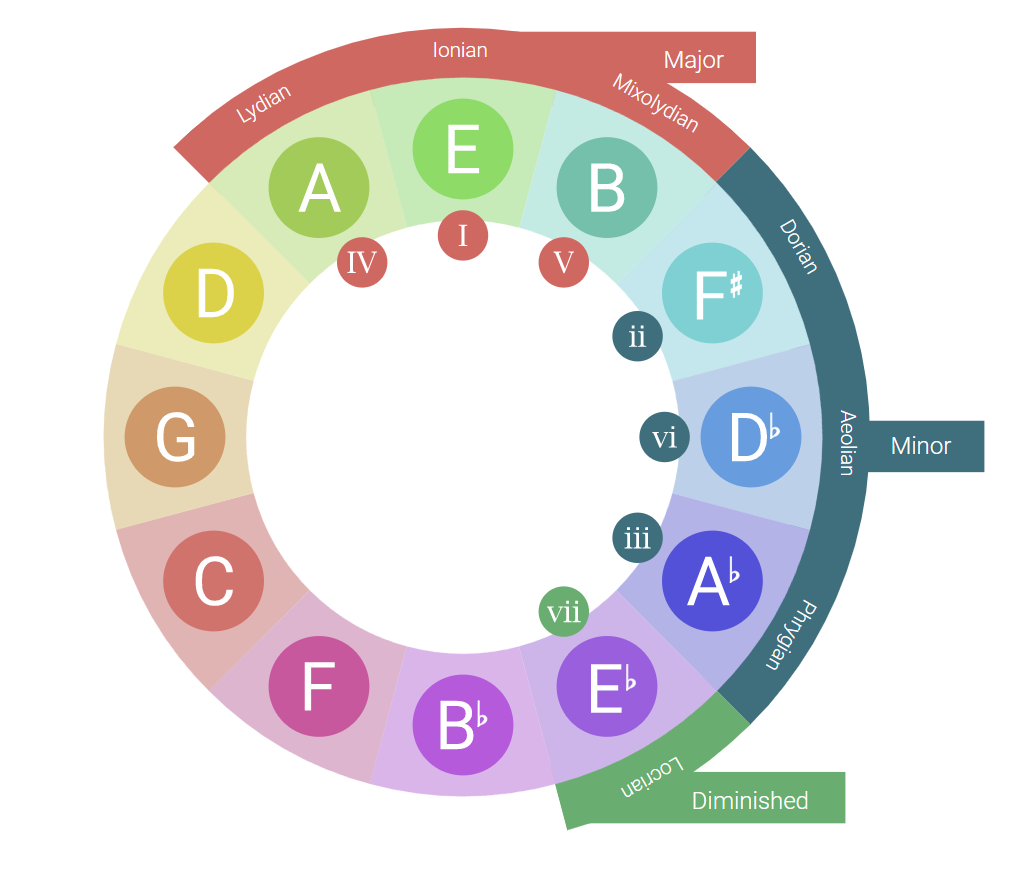 Ionian
Major
Lydian
Mixolydian
E
A
B
I
IV
V
Dorian
D
F♯
ii
G
vi
D♭
Aeolian
Minor
iii
C
A♭
vii
Phrygian
F
E♭
B♭
Locrian
Diminished